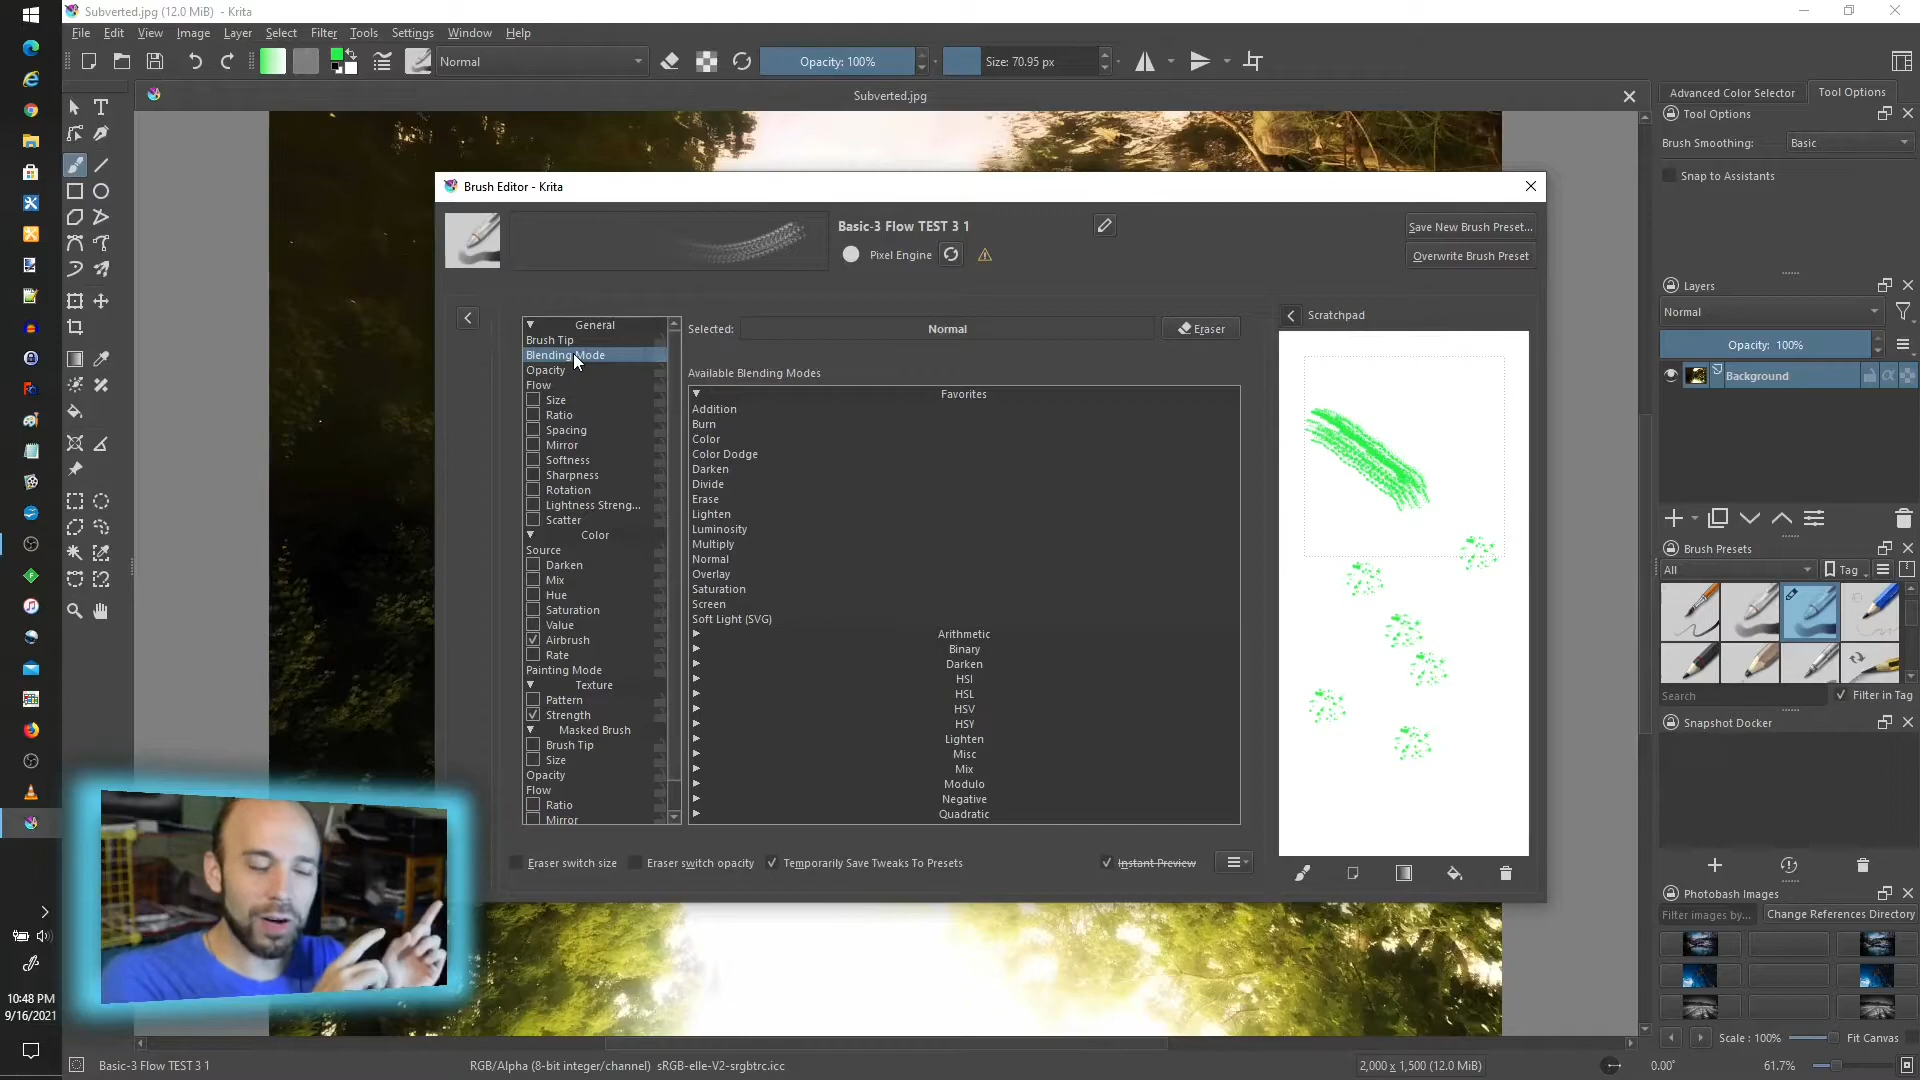 Subverted.jpg (12.0 MiB) - Krita
File Edit View Image Layer Select Filter Tools Settings Window Help
Normal
Opacity: 100%
Size: 70.95 px
Subverted.jpg
Advanced Color Selector
Tool Options
Tool Options
Brush Smoothing: Basic
Snap to Assistants
Brush Editor - Krita
Basic-3 Flow TEST 3 1
Pixel Engine
Save New Brush Preset...
Overwrite Brush Preset
General
Brush Tip
Blending Mode
Opacity
Flow
Size
Ratio
Spacing
Mirror
Softness
Sharpness
Rotation
Lightness Streng...
Scatter
Color
Source
Darken
Mix
Hue
Saturation
Value
Airbrush
Rate
Painting Mode
Texture
Pattern
Strength
Masked Brush
Brush Tip
Size
Opacity
Flow
Ratio
Mirror
Selected: Normal
Eraser
Available Blending Modes
Favorites
Addition
Burn
Color
Color Dodge
Darken
Divide
Erase
Lighten
Luminosity
Multiply
Normal
Overlay
Saturation
Screen
Soft Light (SVG)
Arithmetic
Binary
Darken
HSI
HSL
HSV
HSY
Lighten
Misc
Mix
Modulo
Negative
Quadratic
Scratchpad
Eraser switch size
Eraser switch opacity
Temporarily Save Tweaks To Presets
Instant Preview
Layers
Normal
Opacity: 100%
Background
Brush Presets
All
Tag
Search
Filter in Tag
Snapshot Docker
Photobash Images
Filter images by...
Change References Directory
Scale : 100%
Fit Canvas
10:48 PM
9/16/2021
Basic-3 Flow TEST 3 1
RGB/Alpha (8-bit integer/channel) sRGB-elle-V2-srgbtrc.icc
2,000 x 1,500 (12.0 MiB)
0.00°
61.7%